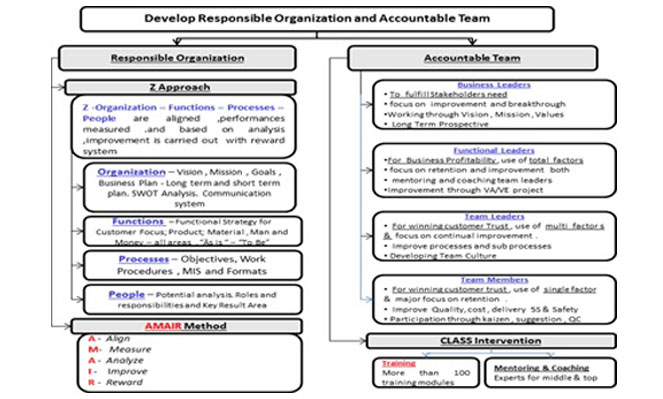 Develop Responsible Organization and Accountable Team
Responsible Organization
Z Approach
Z -Organization – Functions – Processes –
People are aligned ,performances
measured .and based on analysis
,improvement is carried out with reward
system
Organization – Vision , Mission , Goals ,
Business Plan - Long term and short term
plan. SWOT Analysis. Communication
system
Functions – Functional Strategy for
Customer Focus; Product; Material , Man and
Money – all areas , "As is " – "To Be"
Processes – Objectives, Work
Procedures , MIS and Formats
People – Potential analysis. Roles and
responsibilities and Key Result Area
AMAIR Method
A - Align
M- Measure
A - Analyze
I - Improve
R - Reward
Accountable Team
Business Leaders
• To fulfill Stakeholders need
• focus on improvement and breakthrough
•Working through Vision , Mission , Values
• Long Term Prospective
Functional Leaders
•For Business Profitability, use of total factors
• focus on retention and improvement both
• mentoring and coaching team leaders
•Improvement through VA/VE project
Team Leaders
• For winning customer Trust, use of multi factors
& focus on continual improvement .
• Improve processes and sub processes
• Developing Team Culture
Team Members
• For winning customer trust, use of single factor
& major focus on retention .
• Improve Quality, cost, delivery 5S & Safety
• Participation through kaizen , suggestion , QC
CLASS Intervention
Training
More than 100
training modules
Mentoring & Coaching
Experts for middle & top